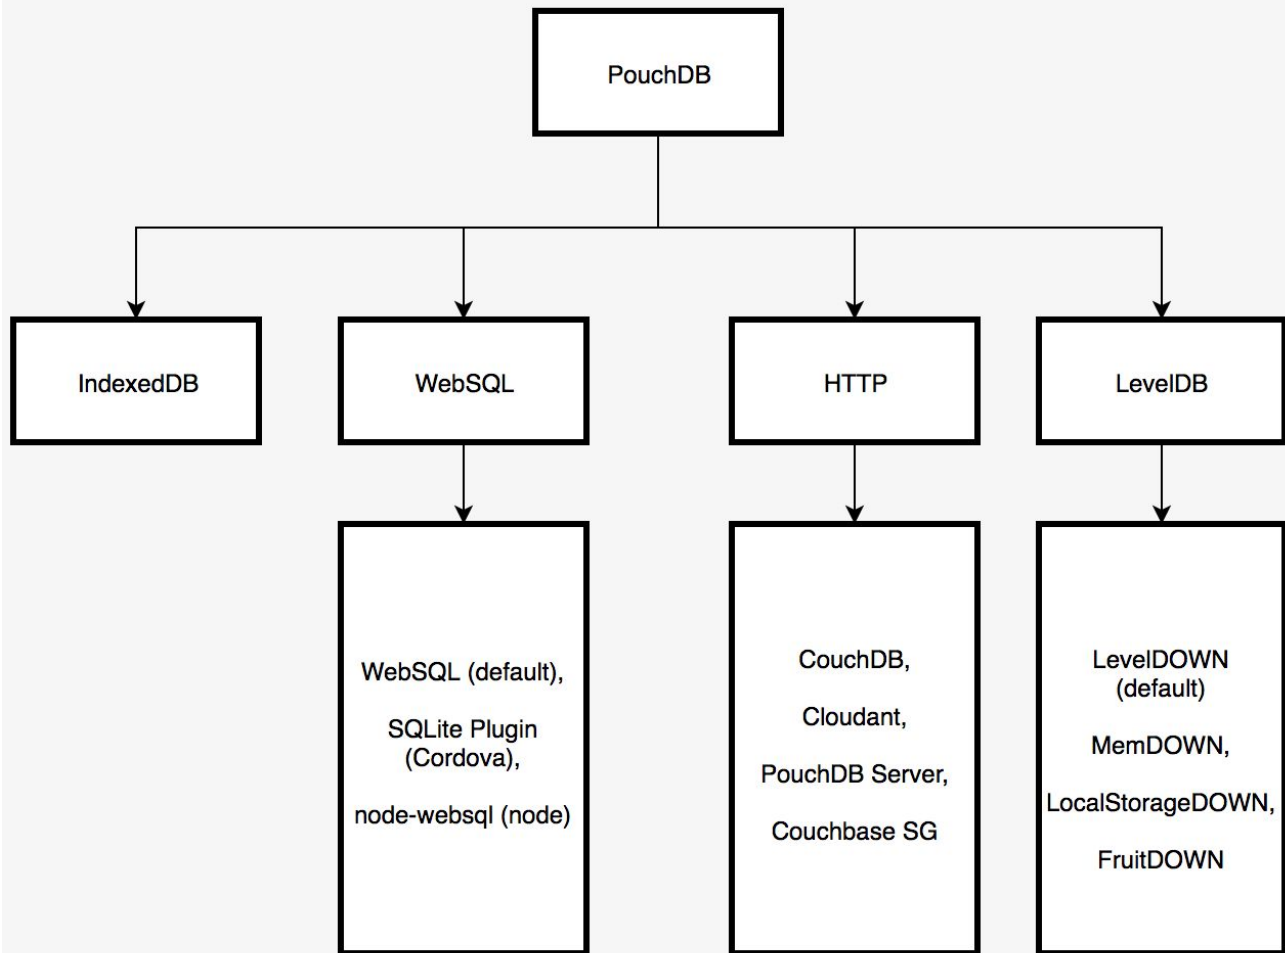 PouchDB
IndexedDB
WebSQL
HTTP
LevelDB
WebSQL (default),
SQLite Plugin
(Cordova),
node-websql (node)
CouchDB,
Cloudant,
PouchDB Server,
Couchbase SG
LevelDOWN
(default)
MemDOWN,
LocalStorageDOWN,
FruitDOWN